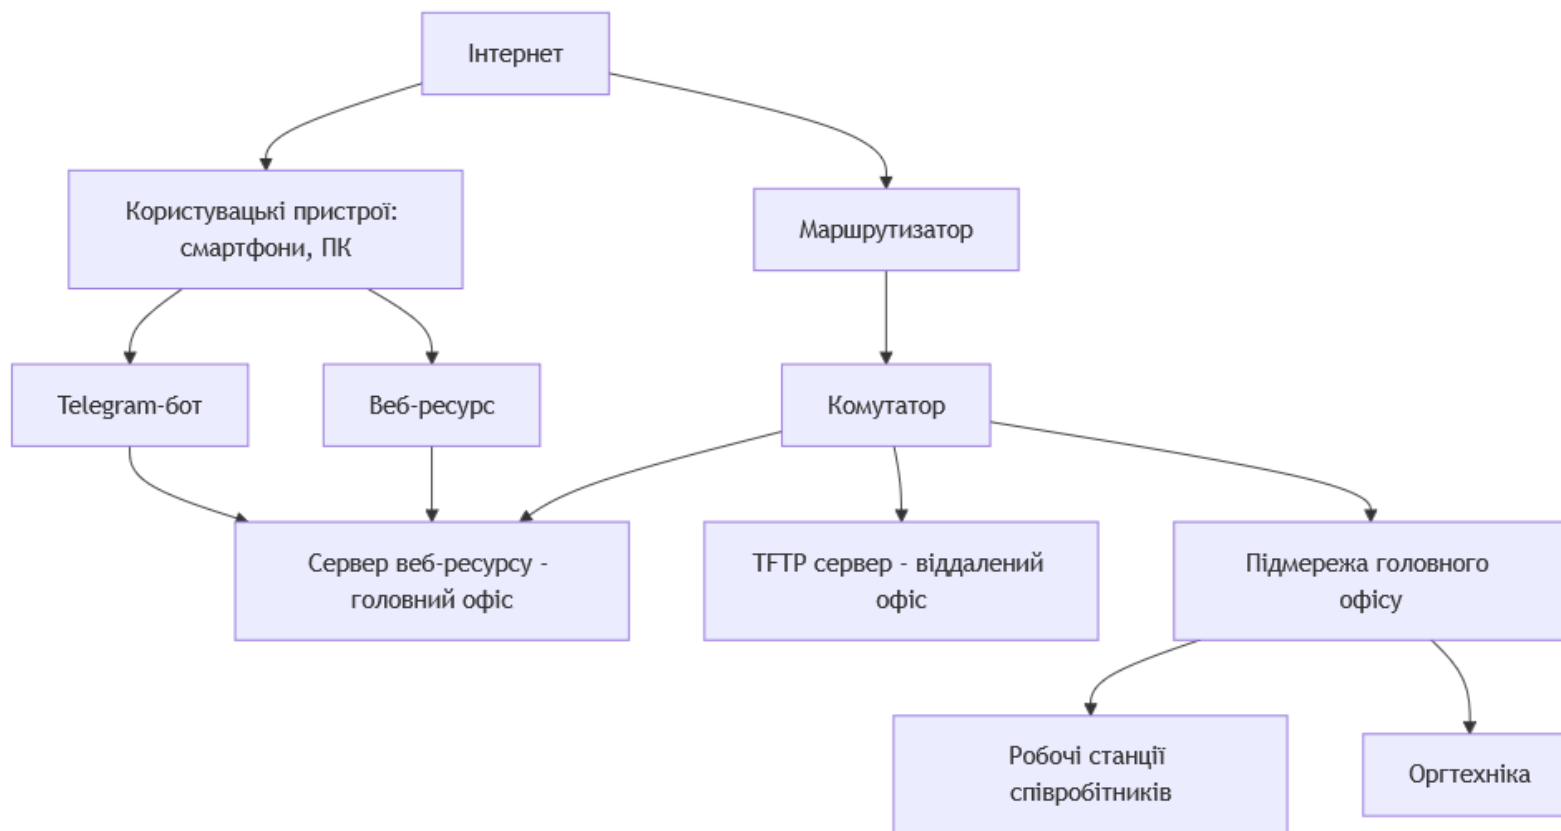 Інтернет
Користувацькі пристрої:
смартфони, ПК
Маршрутизатор
Telegram-бот
Веб-ресурс
Комутатор
Сервер веб-ресурсу -
головний офіс
TFTP сервер - віддалений
офіс
Підмережа головного
офісу
Робочі станції
співробітників
Оргтехніка